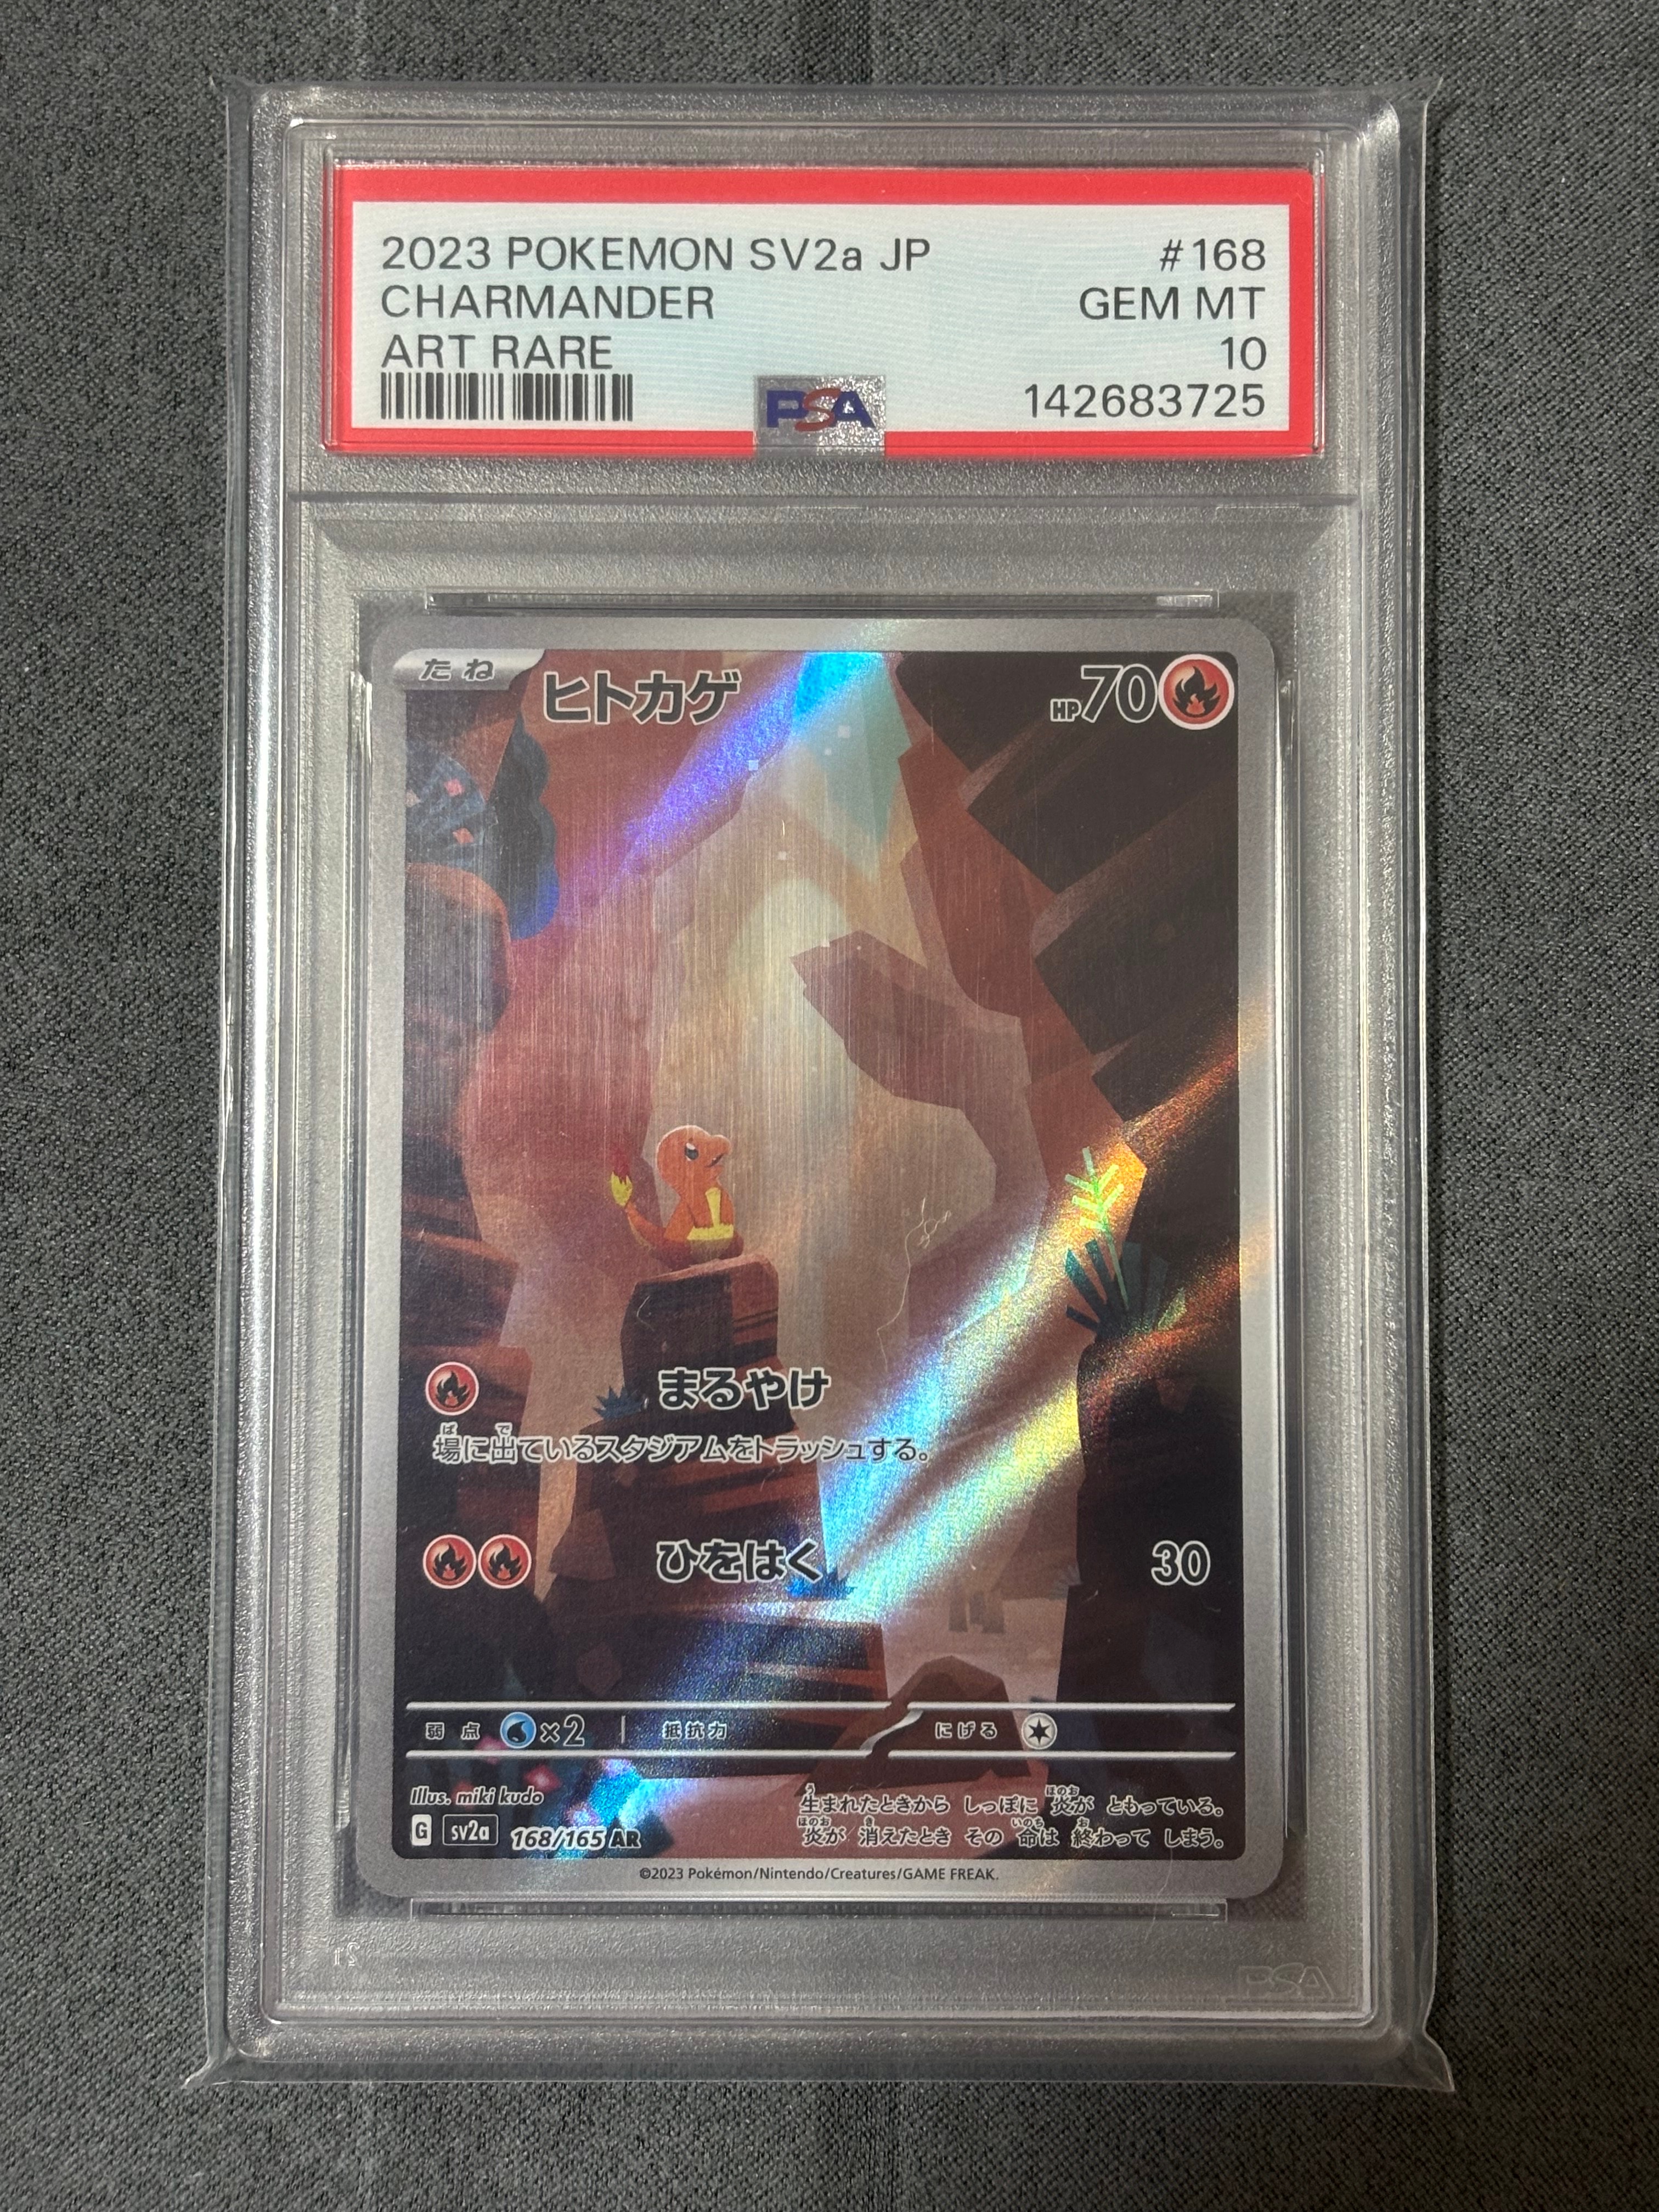 2023 POKEMON SV2a JP #168
CHARMANDER GEM MT
ART RARE 10
PSA 142683725
たね ヒトカゲ HP70
まるやけ
場に出ているスタジアムをトラッシュする。
ひをはく 30
弱点 ×2 抵抗力 にげる
Illus. miki kudo
G sv2a 168/165 AR
生まれたときから しっぽに 炎が ともっている。
炎が 消えたとき その 命は 終わって しまう。
©2023 Pokémon/Nintendo/Creatures/GAME FREAK.
PSA